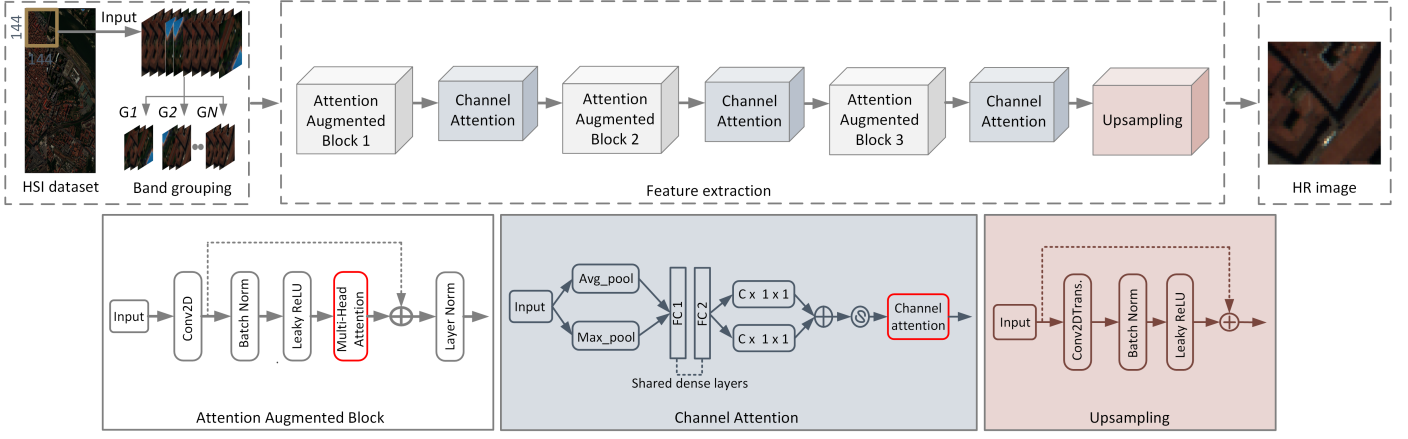 144
144
Input
G1 G2 GN
HSI dataset
Band grouping
Attention
Augmented
Block 1
Channel
Attention
Attention
Augmented
Block 2
Channel
Attention
Attention
Augmented
Block 3
Channel
Attention
Upsampling
Feature extraction
HR image
Input
Conv2D
Batch Norm
Leaky ReLU
Multi-Head
Attention
Layer Norm
Attention Augmented Block
Input
Avg_pool
Max_pool
FC 1
FC 2
C x 1 x 1
C x 1 x 1
Channel
attention
Shared dense layers
Channel Attention
Input
Conv2DTrans.
Batch Norm
Leaky ReLU
Upsampling